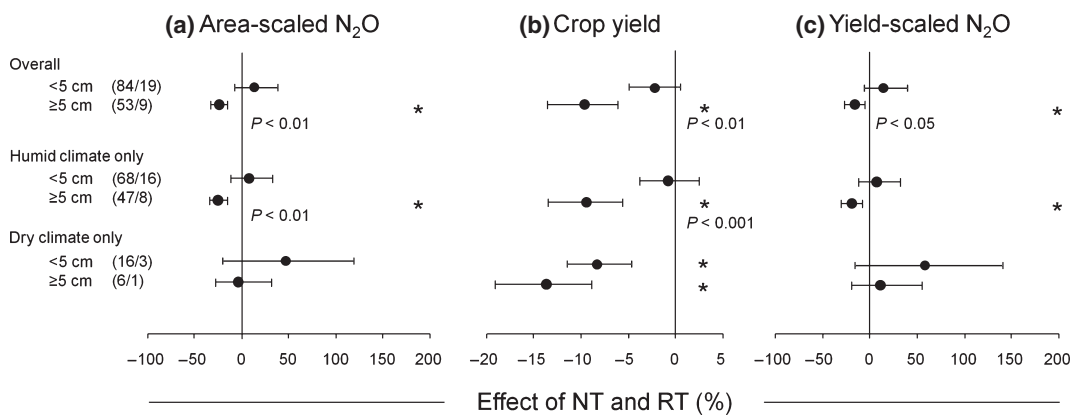 (a) Area-scaled N₂O (b) Crop yield (c) Yield-scaled N₂O
Overall
<5 cm (84/19)
≥5 cm (53/9) * * *
P < 0.01 P < 0.01 P < 0.05
Humid climate only
<5 cm (68/16)
≥5 cm (47/8) * * *
P < 0.01 P < 0.001
Dry climate only
<5 cm (16/3) *
≥5 cm (6/1) *
−100 −50 0 50 100 150 200 −20 −15 −10 −5 0 5 −100 −50 0 50 100 150 200
Effect of NT and RT (%)